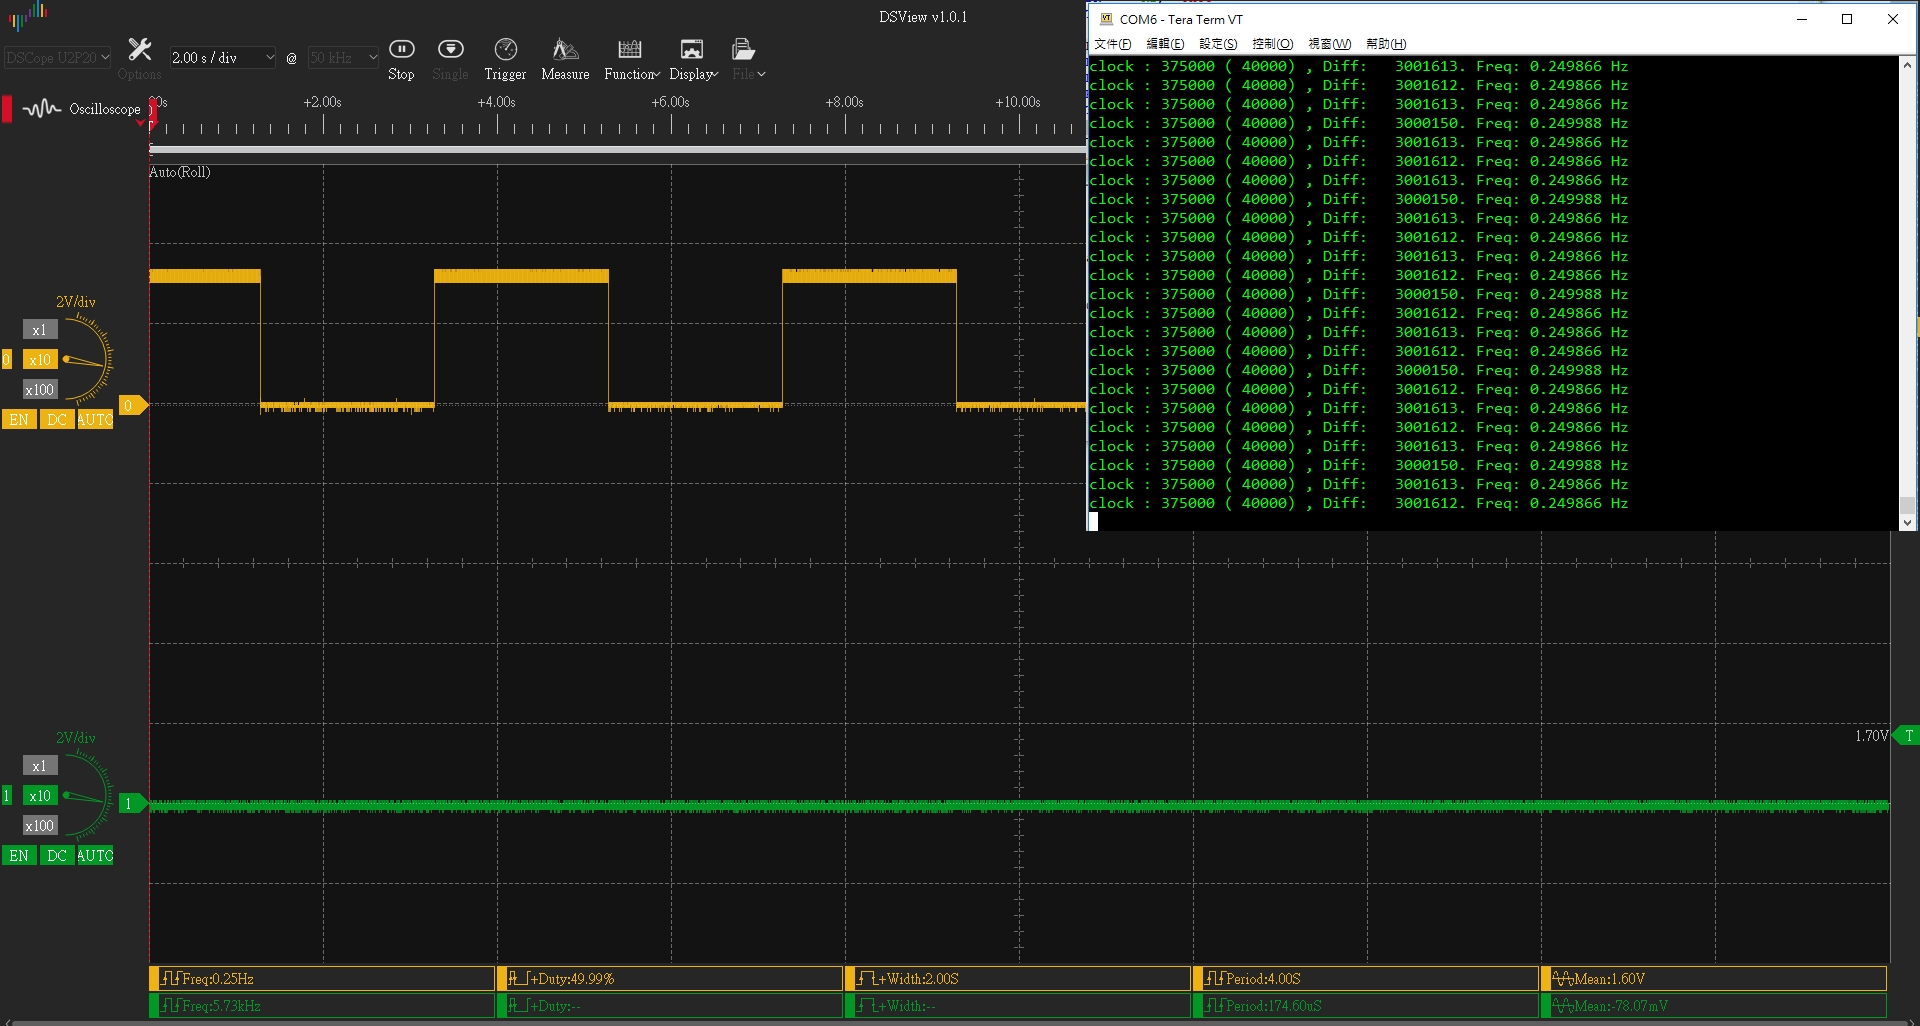 DSView v1.0.1
DSCope U2P20
Options
2.00 s / div
@
50 kHz
Stop
Single
Trigger
Measure
Function
Display
File
Oscilloscope
+2.00s
+4.00s
+6.00s
+8.00s
+10.00s
Auto(Roll)
2V/div
x1
0
x10
x100
EN DC AUTO
0
2V/div
x1
1
x10
x100
EN DC AUTO
1
1.70V
T
COM6 - Tera Term VT
文件(F) 編輯(E) 設定(S) 控制(O) 視窗(W) 幫助(H)
clock : 375000 ( 40000) , Diff:   3001613. Freq: 0.249866 Hz
clock : 375000 ( 40000) , Diff:   3001612. Freq: 0.249866 Hz
clock : 375000 ( 40000) , Diff:   3001613. Freq: 0.249866 Hz
clock : 375000 ( 40000) , Diff:   3000150. Freq: 0.249988 Hz
clock : 375000 ( 40000) , Diff:   3001613. Freq: 0.249866 Hz
clock : 375000 ( 40000) , Diff:   3001612. Freq: 0.249866 Hz
clock : 375000 ( 40000) , Diff:   3001613. Freq: 0.249866 Hz
clock : 375000 ( 40000) , Diff:   3000150. Freq: 0.249988 Hz
clock : 375000 ( 40000) , Diff:   3001613. Freq: 0.249866 Hz
clock : 375000 ( 40000) , Diff:   3001612. Freq: 0.249866 Hz
clock : 375000 ( 40000) , Diff:   3001613. Freq: 0.249866 Hz
clock : 375000 ( 40000) , Diff:   3001612. Freq: 0.249866 Hz
clock : 375000 ( 40000) , Diff:   3000150. Freq: 0.249988 Hz
clock : 375000 ( 40000) , Diff:   3001612. Freq: 0.249866 Hz
clock : 375000 ( 40000) , Diff:   3001613. Freq: 0.249866 Hz
clock : 375000 ( 40000) , Diff:   3001612. Freq: 0.249866 Hz
clock : 375000 ( 40000) , Diff:   3000150. Freq: 0.249988 Hz
clock : 375000 ( 40000) , Diff:   3001612. Freq: 0.249866 Hz
clock : 375000 ( 40000) , Diff:   3001613. Freq: 0.249866 Hz
clock : 375000 ( 40000) , Diff:   3001612. Freq: 0.249866 Hz
clock : 375000 ( 40000) , Diff:   3001613. Freq: 0.249866 Hz
clock : 375000 ( 40000) , Diff:   3000150. Freq: 0.249988 Hz
clock : 375000 ( 40000) , Diff:   3001613. Freq: 0.249866 Hz
clock : 375000 ( 40000) , Diff:   3001612. Freq: 0.249866 Hz
Freq:0.25Hz +Duty:49.99% +Width:2.00S Period:4.00S Mean:1.60V
Freq:5.73kHz +Duty:-- +Width:-- Period:174.60uS Mean:-78.07mV